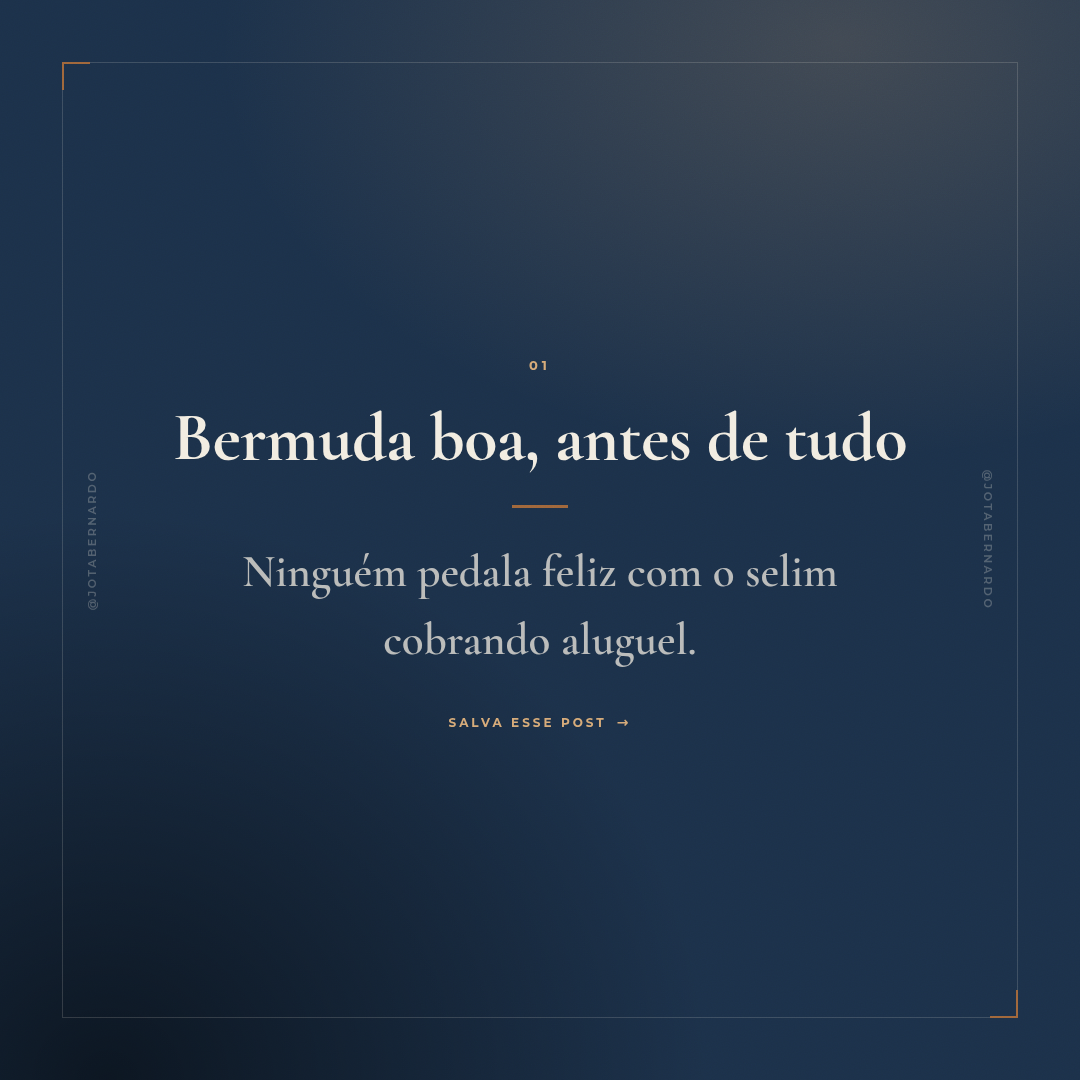 01
Bermuda boa, antes de tudo
@JOTABERNARDO
@JOTABERNARDO
Ninguém pedala feliz com o selim
cobrando aluguel.
SALVA ESSE POST →